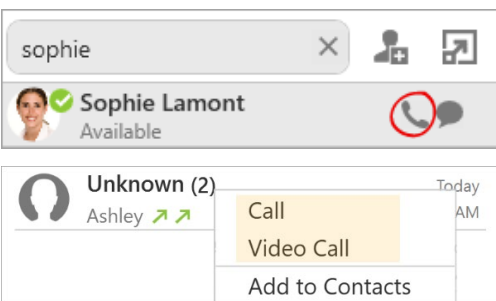 sophie
Sophie Lamont
Available
Unknown (2)
Today
Ashley
AM
Call
Video Call
Add to Contacts